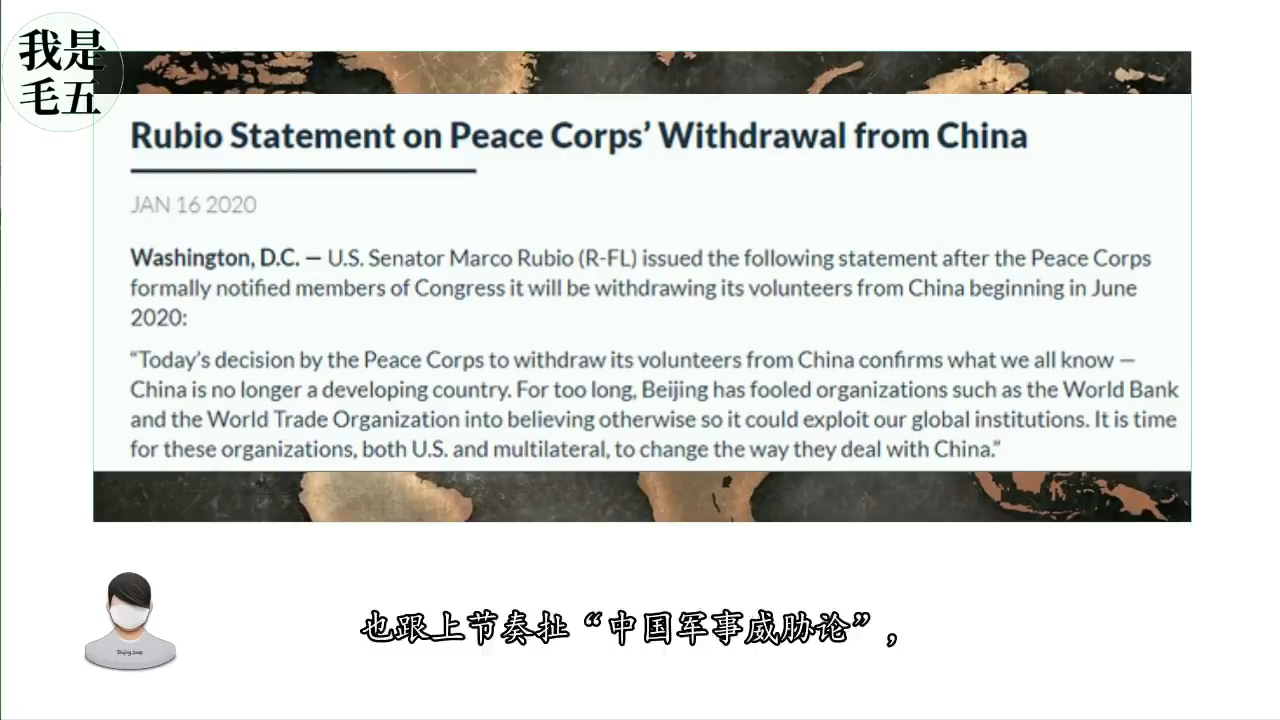 我是
毛五
Rubio Statement on Peace Corps’ Withdrawal from China
JAN 16 2020
Washington, D.C. — U.S. Senator Marco Rubio (R-FL) issued the following statement after the Peace Corps
formally notified members of Congress it will be withdrawing its volunteers from China beginning in June
2020:
“Today’s decision by the Peace Corps to withdraw its volunteers from China confirms what we all know —
China is no longer a developing country. For too long, Beijing has fooled organizations such as the World Bank
and the World Trade Organization into believing otherwise so it could exploit our global institutions. It is time
for these organizations, both U.S. and multilateral, to change the way they deal with China.”
也跟上节奏扯“中国军事威胁论”，